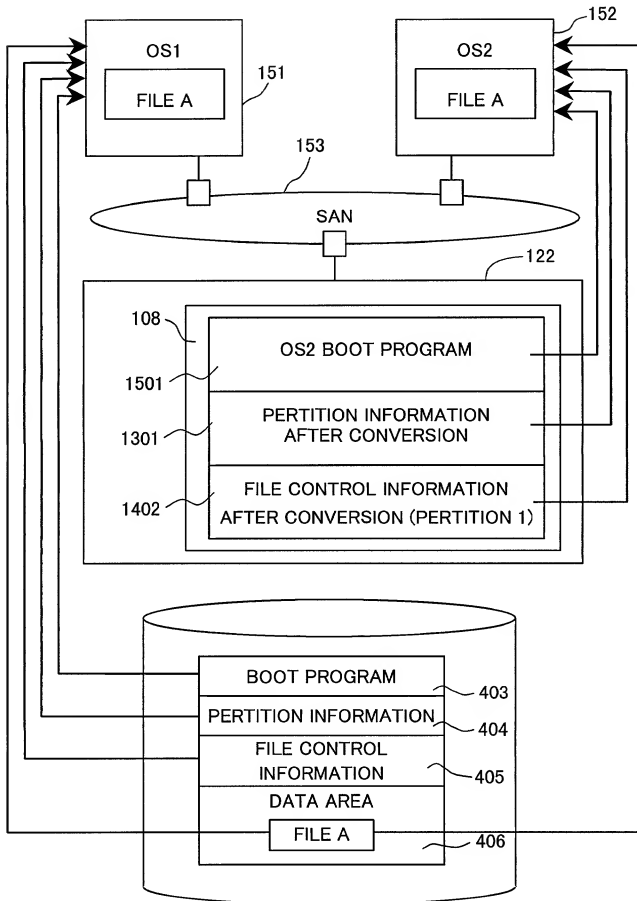 OS1
FILE A
151
OS2
FILE A
152
153
SAN
122
108
OS2 BOOT PROGRAM
1501
PERTITION INFORMATION
AFTER CONVERSION
1301
FILE CONTROL INFORMATION
AFTER CONVERSION (PERTITION 1)
1402
BOOT PROGRAM
403
PERTITION INFORMATION
404
FILE CONTROL
INFORMATION
405
DATA AREA
FILE A
406